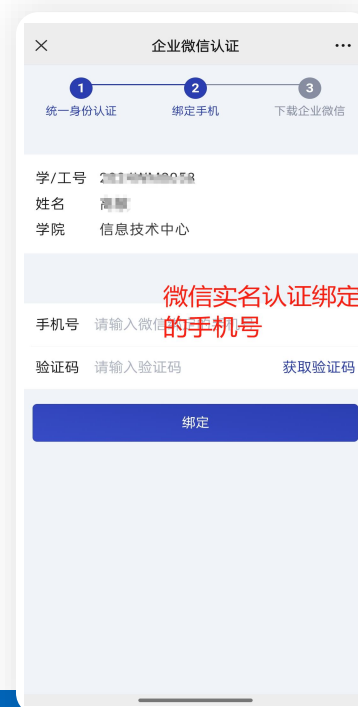 企业微信认证
1 2 3
统一身份认证 绑定手机 下载企业微信
学/工号
姓名
学院 信息技术中心
微信实名认证绑定
的手机号
手机号 请输入微信
验证码 请输入验证码 获取验证码
绑定